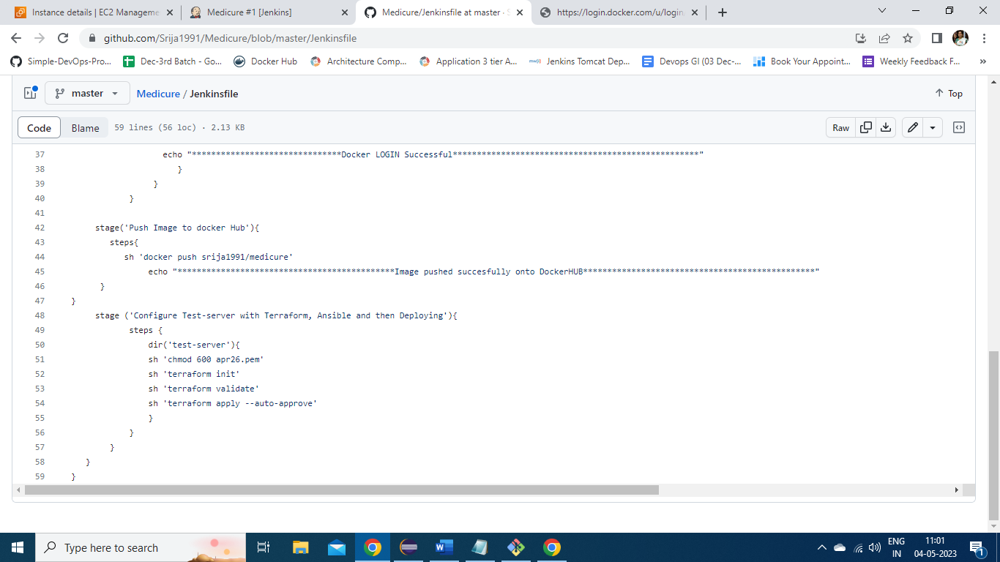 Instance details | EC2 Manageme
Medicure #1 [Jenkins]
Medicure/Jenkinsfile at master · S
https://login.docker.com/u/login
github.com/Srija1991/Medicure/blob/master/Jenkinsfile
Simple-DevOps-Pro...
Dec-3rd Batch - Go...
Docker Hub
Architecture Comp...
Application 3 tier A...
Jenkins Tomcat Dep...
Devops GI (03 Dec-...
Book Your Appoint...
Weekly Feedback F...
master
Medicure / Jenkinsfile
Top
Code
Blame
59 lines (56 loc) · 2.13 KB
Raw
37 echo "*******************************Docker LOGIN Successful***************************************************"
38 }
39 }
40 }
41
42 stage('Push Image to docker Hub'){
43 steps{
44 sh 'docker push srija1991/medicure'
45 echo "*********************************************Image pushed succesfully onto DockerHUB************************************************"
46 }
47 }
48 stage ('Configure Test-server with Terraform, Ansible and then Deploying'){
49 steps {
50 dir('test-server'){
51 sh 'chmod 600 apr26.pem'
52 sh 'terraform init'
53 sh 'terraform validate'
54 sh 'terraform apply --auto-approve'
55 }
56 }
57 }
58 }
59 }
Type here to search
ENG
IN
11:01
04-05-2023
1